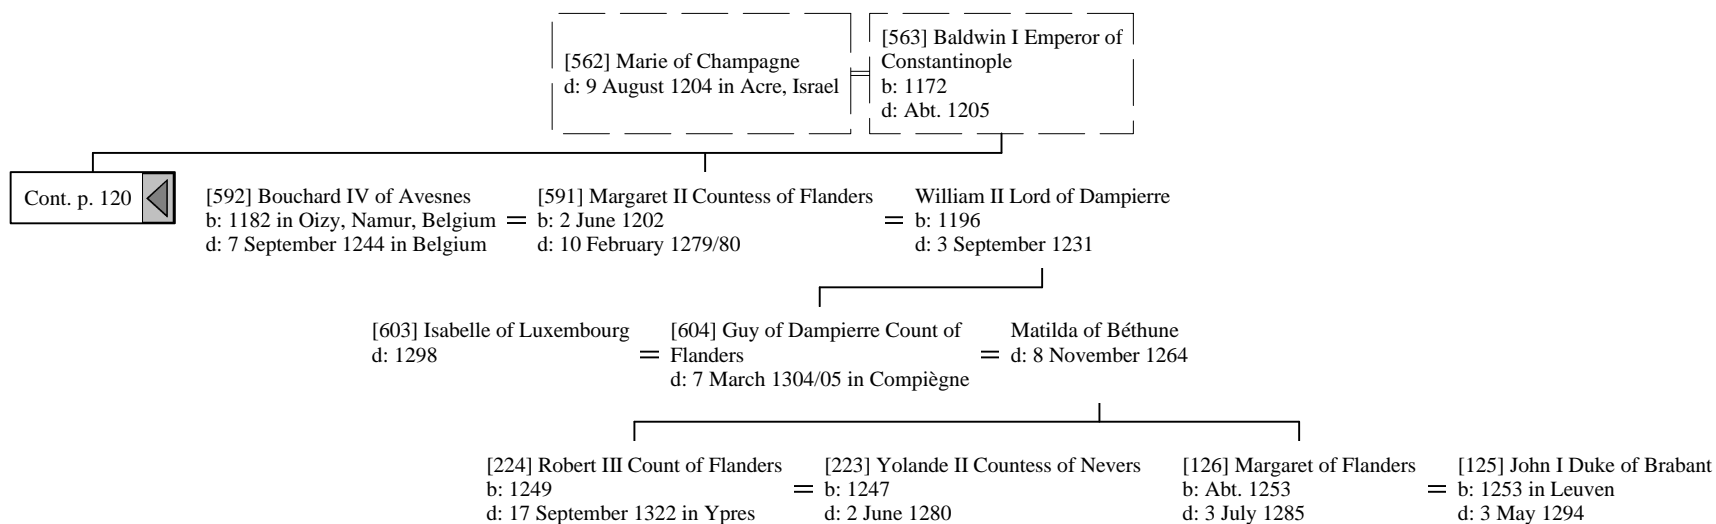 [562] Marie of Champagne
d: 9 August 1204 in Acre, Israel
[563] Baldwin I Emperor of
Constantinople
b: 1172
d: Abt. 1205
Cont. p. 120
[592] Bouchard IV of Avesnes
b: 1182 in Oizy, Namur, Belgium
d: 7 September 1244 in Belgium
=
[591] Margaret II Countess of Flanders
b: 2 June 1202
d: 10 February 1279/80
=
William II Lord of Dampierre
b: 1196
d: 3 September 1231
[603] Isabelle of Luxembourg
d: 1298
=
[604] Guy of Dampierre Count of
Flanders
d: 7 March 1304/05 in Compiègne
=
Matilda of Béthune
d: 8 November 1264
[224] Robert III Count of Flanders
b: 1249
d: 17 September 1322 in Ypres
=
[223] Yolande II Countess of Nevers
b: 1247
d: 2 June 1280
[126] Margaret of Flanders
b: Abt. 1253
d: 3 July 1285
=
[125] John I Duke of Brabant
b: 1253 in Leuven
d: 3 May 1294